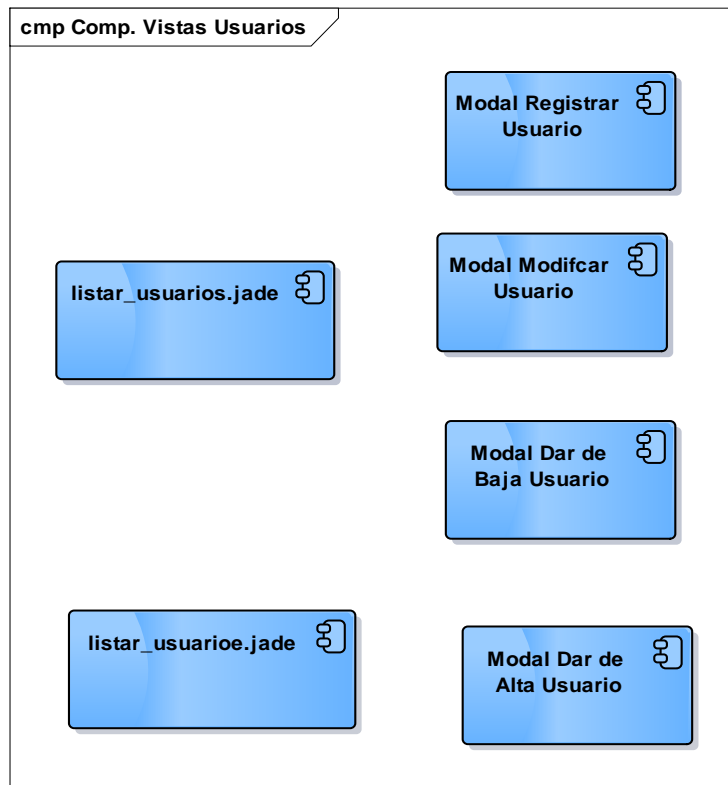 cmp Comp. Vistas Usuarios
Modal Registrar
Usuario
Modal Modifcar
Usuario
listar_usuarios.jade
Modal Dar de
Baja Usuario
listar_usuarioe.jade
Modal Dar de
Alta Usuario